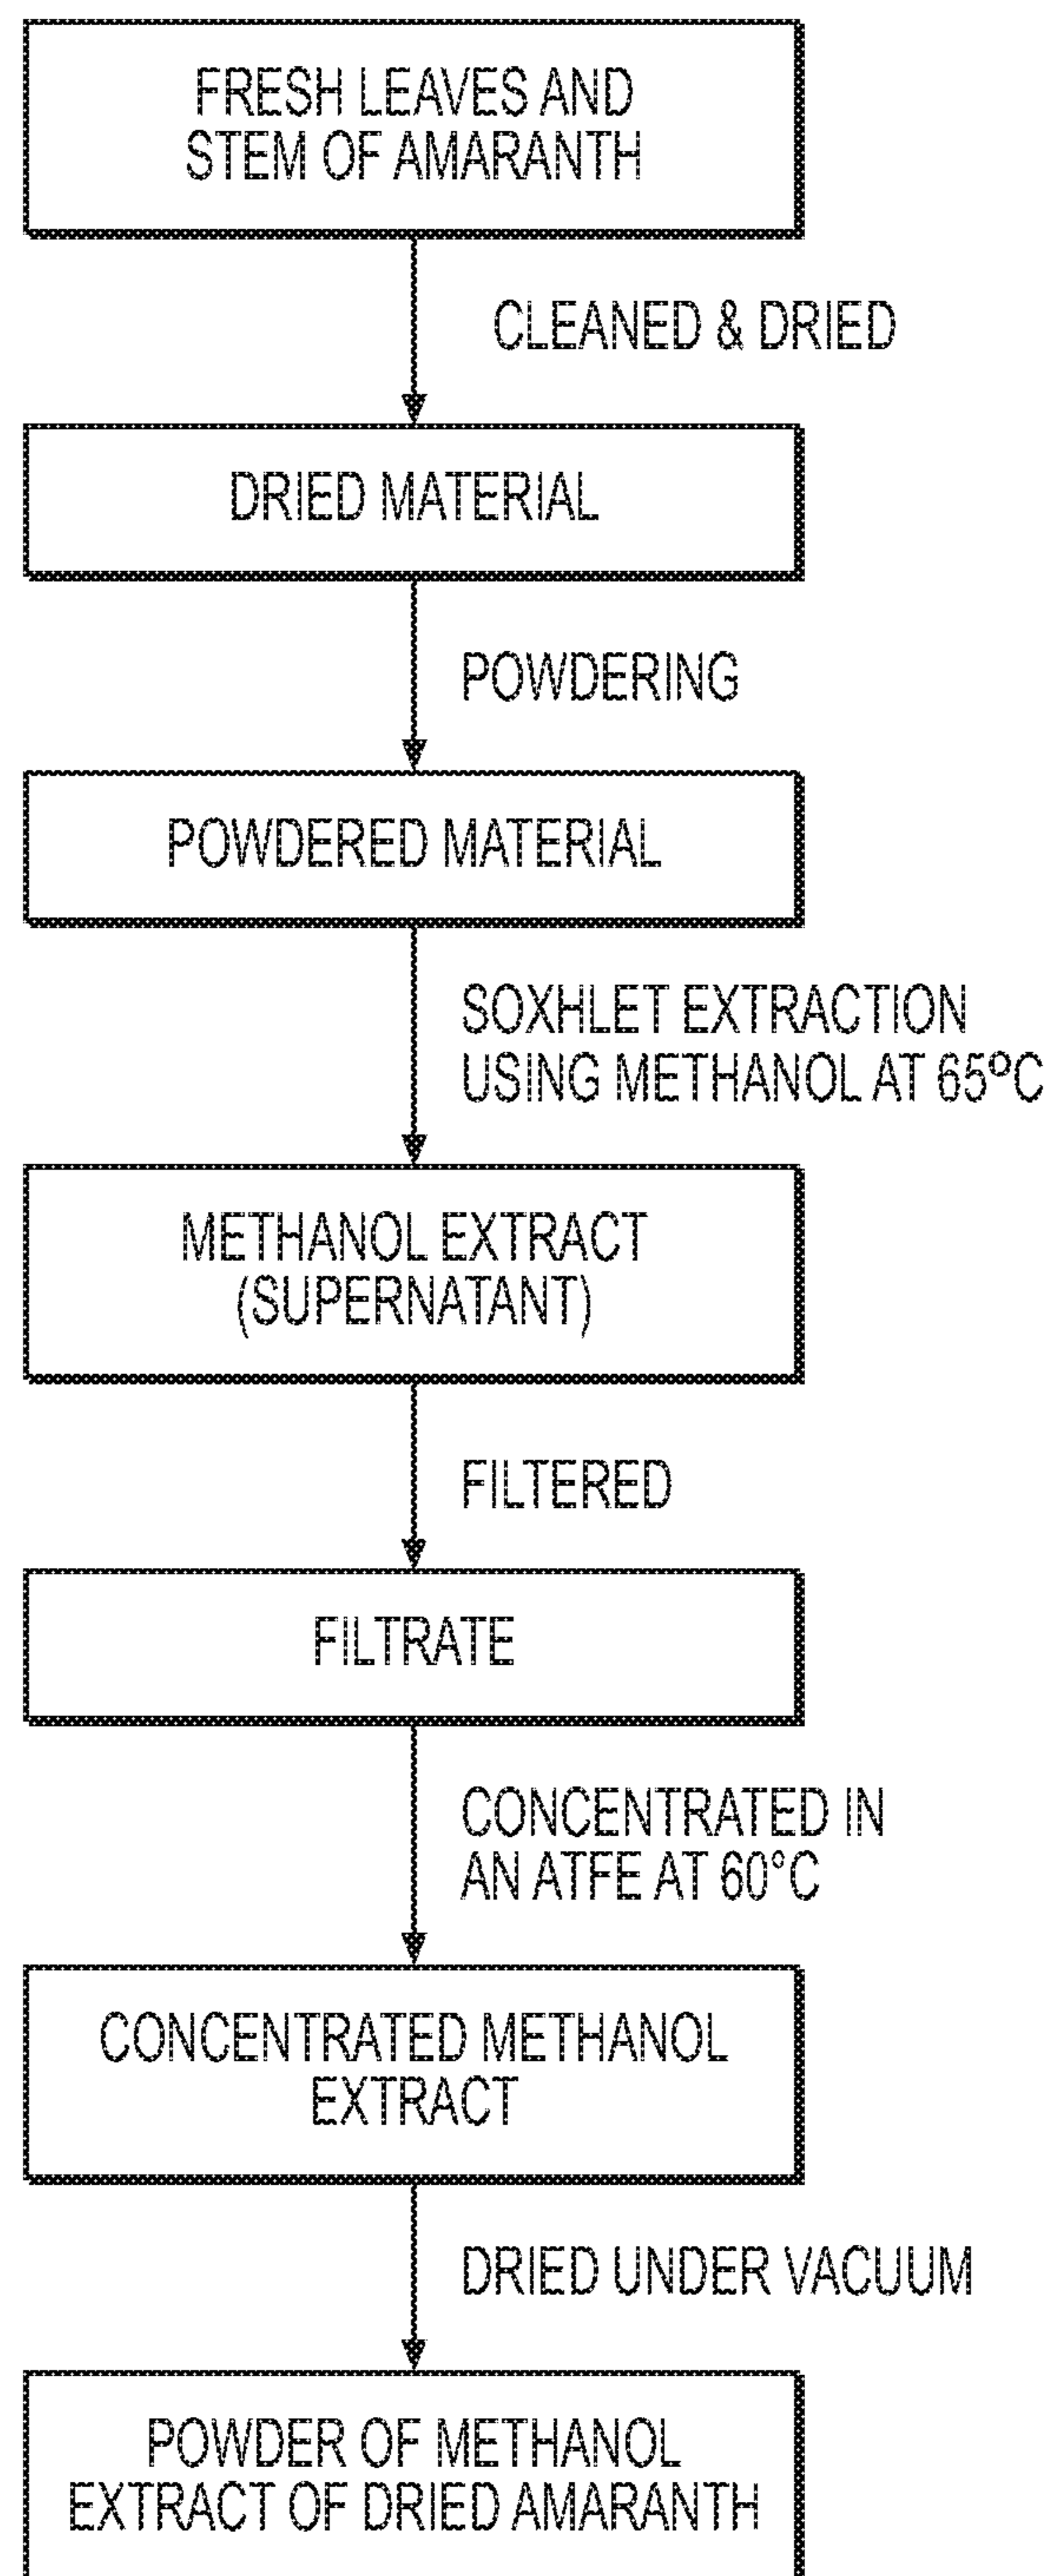 FRESH LEAVES AND
STEM OF AMARANTH
CLEANED & DRIED
DRIED MATERIAL
POWDERING
POWDERED MATERIAL
SOXHLET EXTRACTION
USING METHANOL AT 65ºC
METHANOL EXTRACT
(SUPERNATANT)
FILTERED
FILTRATE
CONCENTRATED IN
AN ATFE AT 60°C
CONCENTRATED METHANOL
EXTRACT
DRIED UNDER VACUUM
POWDER OF METHANOL
EXTRACT OF DRIED AMARANTH